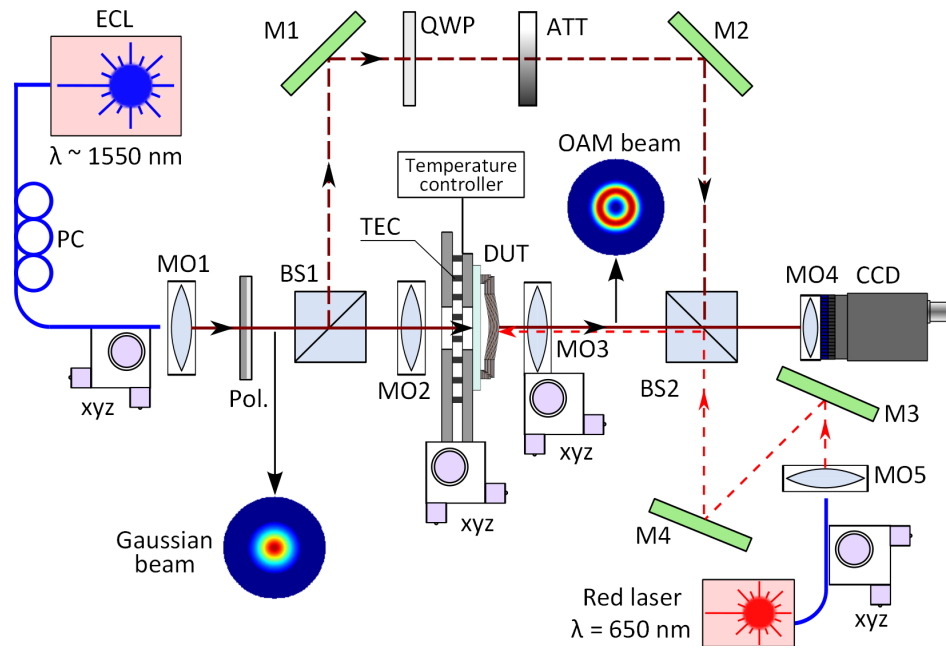 ECL
λ ~ 1550 nm
PC
MO1
xyz
Pol.
Gaussian
beam
BS1
M1
QWP
ATT
M2
Temperature
controller
TEC
DUT
MO2
xyz
MO3
xyz
OAM beam
BS2
MO4
CCD
M3
MO5
M4
xyz
Red laser
λ = 650 nm